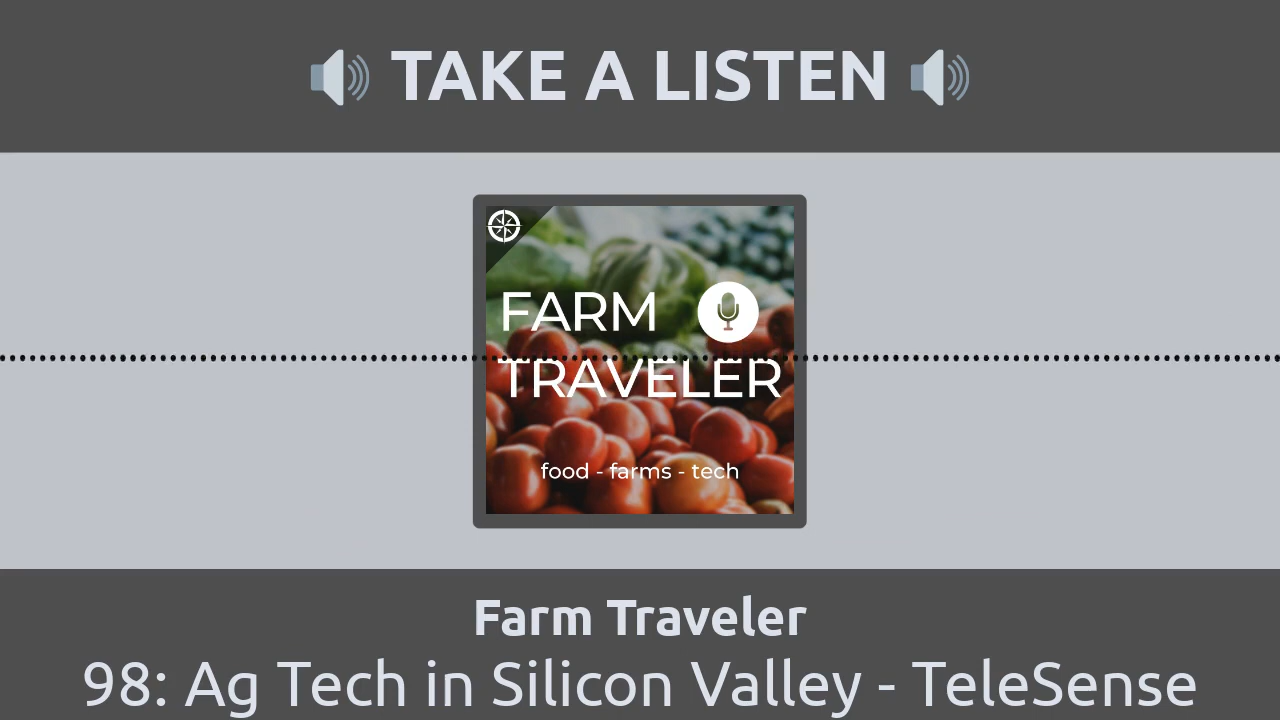 🔊 TAKE A LISTEN 🔊
FARM
TRAVELER
food - farms - tech
Farm Traveler
98: Ag Tech in Silicon Valley - TeleSense